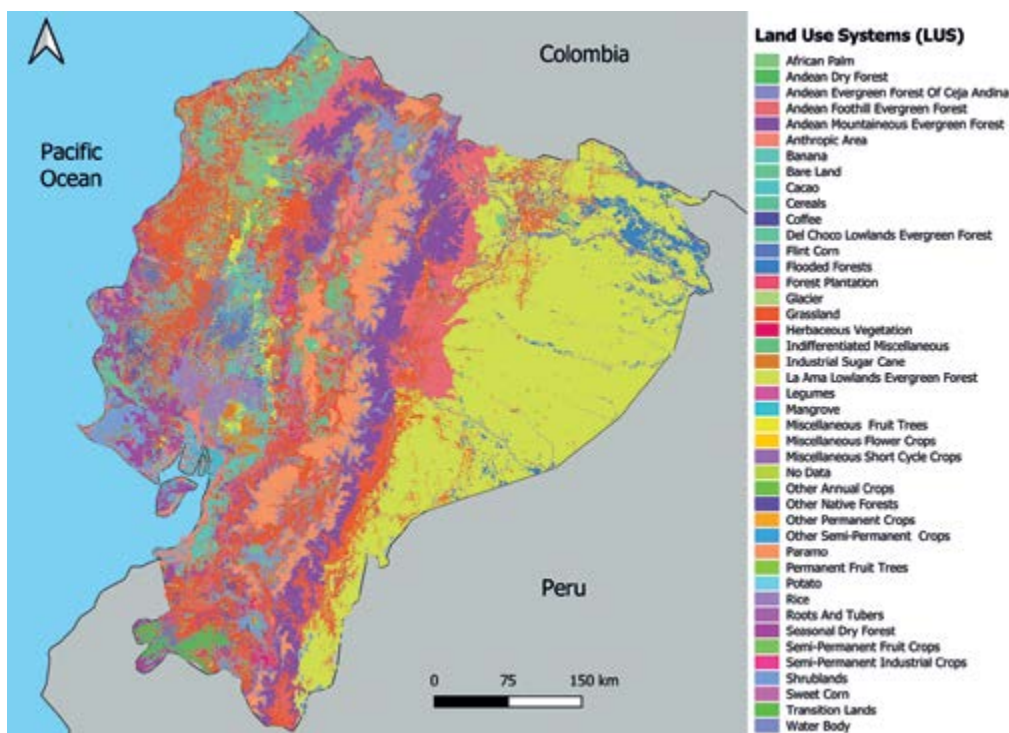 Colombia
Pacific
Ocean
Peru
0 75 150 km
Land Use Systems (LUS)
African Palm
Andean Dry Forest
Andean Evergreen Forest Of Ceja Andina
Andean Foothill Evergreen Forest
Andean Mountaineous Evergreen Forest
Anthropic Area
Banana
Bare Land
Cacao
Cereals
Coffee
Del Choco Lowlands Evergreen Forest
Flint Corn
Flooded Forests
Forest Plantation
Glacier
Grassland
Herbaceous Vegetation
Indifferentiated Miscellaneous
Industrial Sugar Cane
La Ama Lowlands Evergreen Forest
Legumes
Mangrove
Miscellaneous Fruit Trees
Miscellaneous Flower Crops
Miscellaneous Short Cycle Crops
No Data
Other Annual Crops
Other Native Forests
Other Permanent Crops
Other Semi-Permanent Crops
Paramo
Permanent Fruit Trees
Potato
Rice
Roots And Tubers
Seasonal Dry Forest
Semi-Permanent Fruit Crops
Semi-Permanent Industrial Crops
Shrublands
Sweet Corn
Transition Lands
Water Body